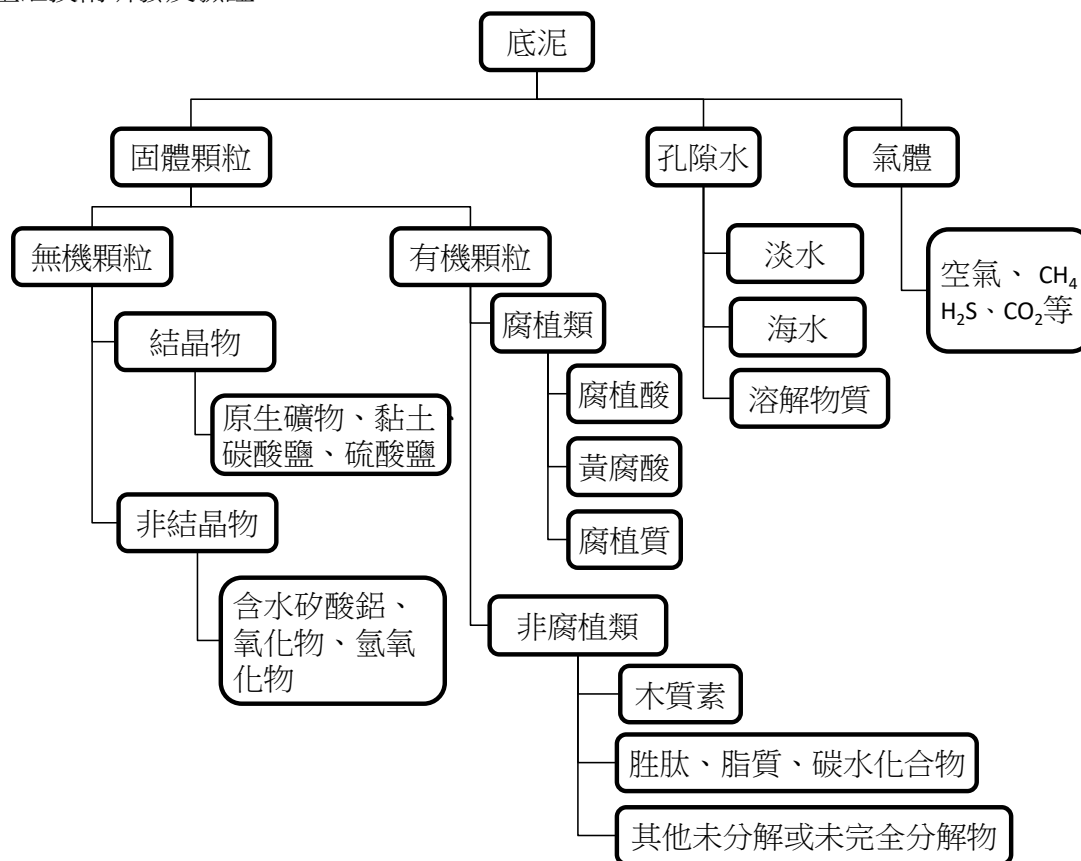 底泥
固體顆粒
孔隙水
氣體
無機顆粒
有機顆粒
淡水
空氣、 CH₄
H₂S、CO₂等
結晶物
腐植類
海水
原生礦物、黏土、
碳酸鹽、硫酸鹽
腐植酸
溶解物質
黃腐酸
非結晶物
腐植質
含水矽酸鋁、
氧化物、氫氧
化物
非腐植類
木質素
胜肽、脂質、碳水化合物
其他未分解或未完全分解物